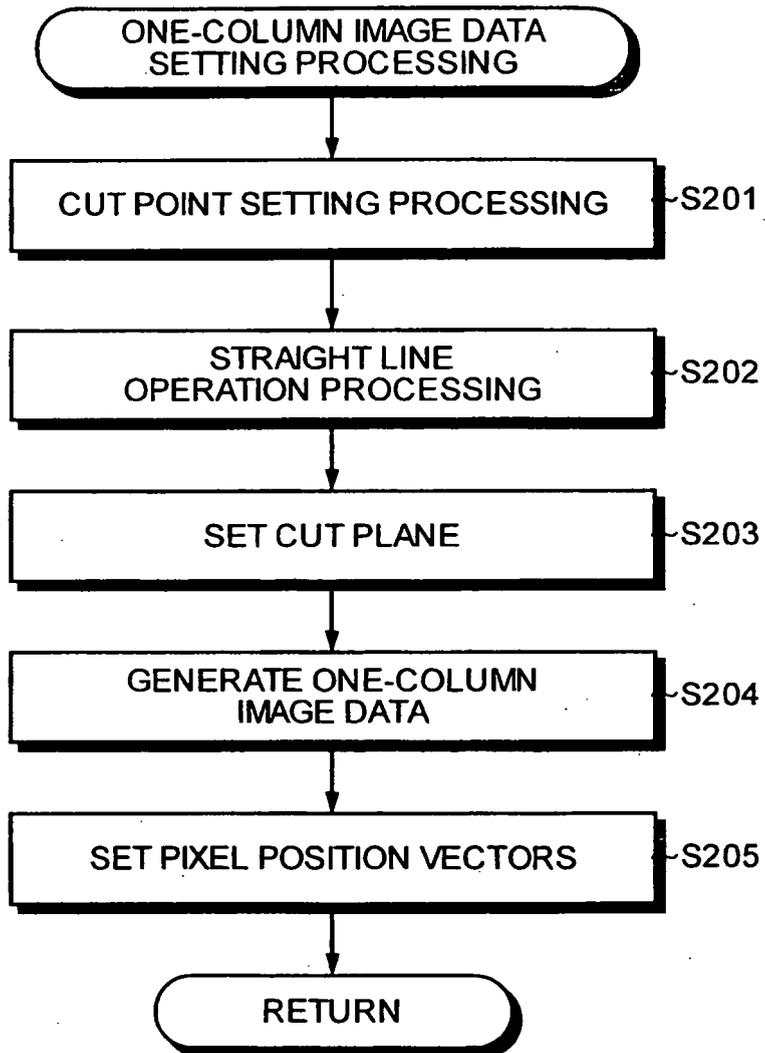 ONE-COLUMN IMAGE DATA
SETTING PROCESSING
CUT POINT SETTING PROCESSING
S201
STRAIGHT LINE
OPERATION PROCESSING
S202
SET CUT PLANE
S203
GENERATE ONE-COLUMN
IMAGE DATA
S204
SET PIXEL POSITION VECTORS
S205
RETURN